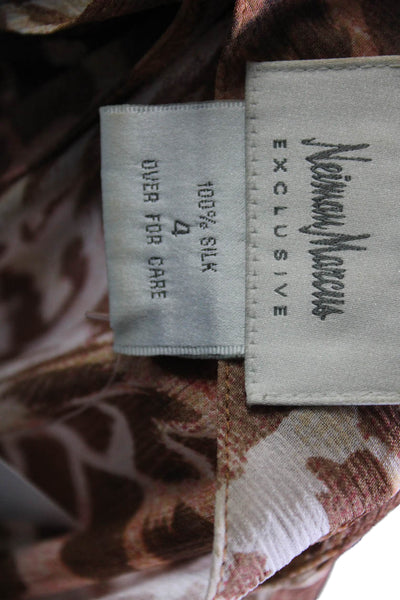 Neiman Marcus
EXCLUSIVE
100% SILK
4
OVER FOR CARE